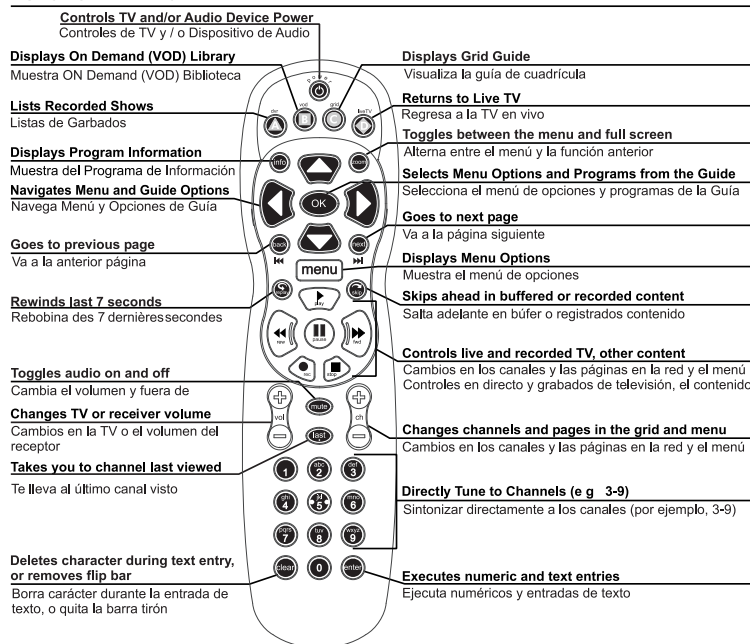 Controls TV and/or Audio Device Power
Controles de TV y / o Dispositivo de Audio
Displays On Demand (VOD) Library
Muestra ON Demand (VOD) Biblioteca
Lists Recorded Shows
Listas de Garbados
Displays Program Information
Muestra del Programa de Información
Navigates Menu and Guide Options
Navega Menú y Opciones de Guía
Goes to previous page
Va a la anterior página
Rewinds last 7 seconds
Rebobina des 7 dernièressecondes
Toggles audio on and off
Cambia el volumen y fuera de
Changes TV or receiver volume
Cambios en la TV o el volumen del
receptor
Takes you to channel last viewed
Te lleva al último canal visto
Deletes character during text entry,
or removes flip bar
Borra carácter durante la entrada de
texto, o quita la barra tirón
power
vod
grid
dvr
liveTV
A
B
C
D
info
zoom
OK
back
next
menu
play
rew
pause
fwd
rec
stop
mute
vol
ch
last
1
abc
2
def
3
ghi
4
jkl
5
mno
6
pqrs
7
tuv
8
wxyz
9
clear
0
enter
Displays Grid Guide
Visualiza la guía de cuadrícula
Returns to Live TV
Regresa a la TV en vivo
Toggles between the menu and full screen
Alterna entre el menú y la función anterior
Selects Menu Options and Programs from the Guide
Selecciona el menú de opciones y programas de la Guía
Goes to next page
Va a la página siguiente
Displays Menu Options
Muestra el menú de opciones
Skips ahead in buffered or recorded content
Salta adelante en búfer o registrados contenido
Controls live and recorded TV, other content
Cambios en los canales y las páginas en la red y el menú
Controles en directo y grabados de televisión, el contenido
Changes channels and pages in the grid and menu
Cambios en los canales y las páginas en la red y el menú
Directly Tune to Channels (e g 3-9)
Sintonizar directamente a los canales (por ejemplo, 3-9)
Executes numeric and text entries
Ejecuta numéricos y entradas de texto